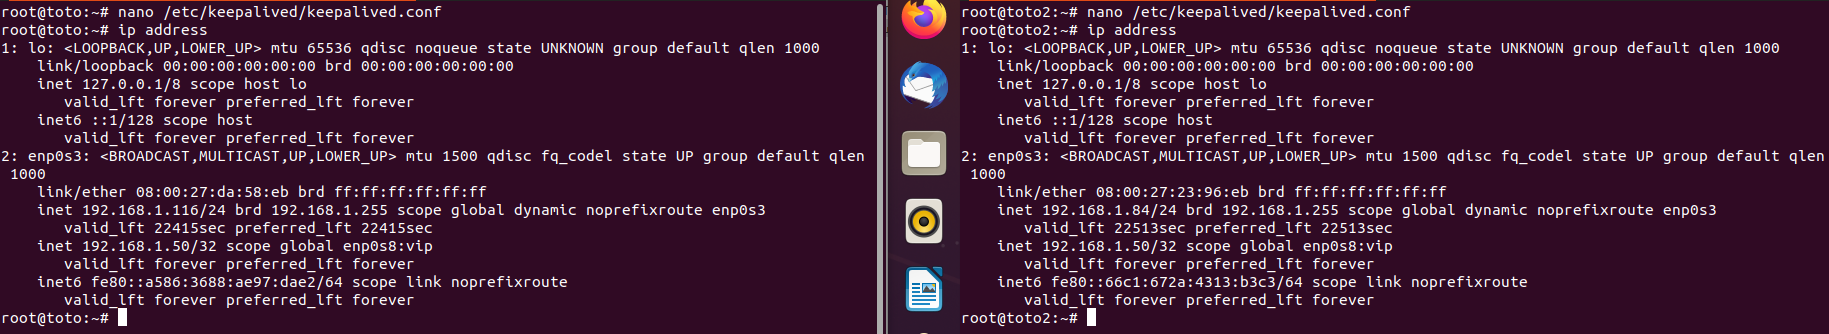 root@toto:~# nano /etc/keepalived/keepalived.conf
root@toto:~# ip address
1: lo: <LOOPBACK,UP,LOWER_UP> mtu 65536 qdisc noqueue state UNKNOWN group default qlen 1000
    link/loopback 00:00:00:00:00:00 brd 00:00:00:00:00:00
    inet 127.0.0.1/8 scope host lo
       valid_lft forever preferred_lft forever
    inet6 ::1/128 scope host
       valid_lft forever preferred_lft forever
2: enp0s3: <BROADCAST,MULTICAST,UP,LOWER_UP> mtu 1500 qdisc fq_codel state UP group default qlen
 1000
    link/ether 08:00:27:da:58:eb brd ff:ff:ff:ff:ff:ff
    inet 192.168.1.116/24 brd 192.168.1.255 scope global dynamic noprefixroute enp0s3
       valid_lft 22415sec preferred_lft 22415sec
    inet 192.168.1.50/32 scope global enp0s8:vip
       valid_lft forever preferred_lft forever
    inet6 fe80::a586:3688:ae97:dae2/64 scope link noprefixroute
       valid_lft forever preferred_lft forever
root@toto:~#
root@toto2:~# nano /etc/keepalived/keepalived.conf
root@toto2:~# ip address
1: lo: <LOOPBACK,UP,LOWER_UP> mtu 65536 qdisc noqueue state UNKNOWN group default qlen 1000
    link/loopback 00:00:00:00:00:00 brd 00:00:00:00:00:00
    inet 127.0.0.1/8 scope host lo
       valid_lft forever preferred_lft forever
    inet6 ::1/128 scope host
       valid_lft forever preferred_lft forever
2: enp0s3: <BROADCAST,MULTICAST,UP,LOWER_UP> mtu 1500 qdisc fq_codel state UP group default qlen
 1000
    link/ether 08:00:27:23:96:eb brd ff:ff:ff:ff:ff:ff
    inet 192.168.1.84/24 brd 192.168.1.255 scope global dynamic noprefixroute enp0s3
       valid_lft 22513sec preferred_lft 22513sec
    inet 192.168.1.50/32 scope global enp0s8:vip
       valid_lft forever preferred_lft forever
    inet6 fe80::66c1:672a:4313:b3c3/64 scope link noprefixroute
       valid_lft forever preferred_lft forever
root@toto2:~#